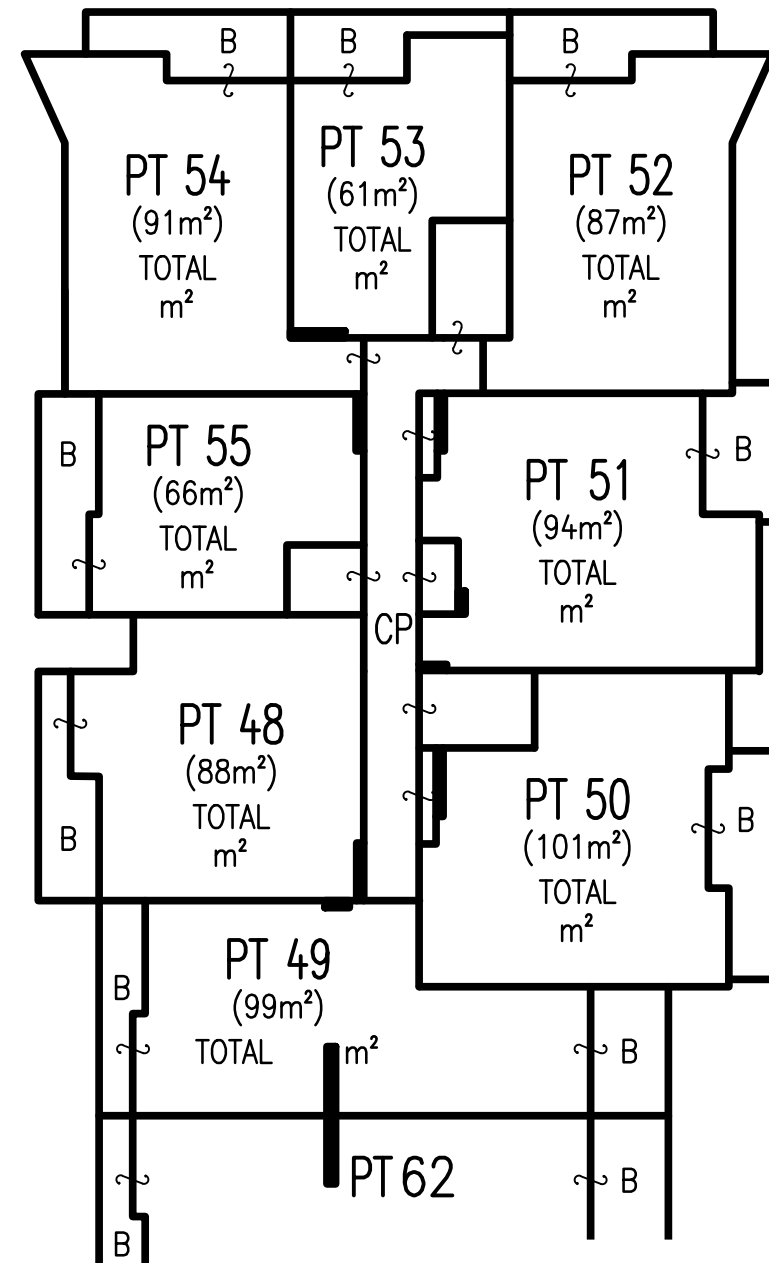 B
B
B
PT 54
(91m²)
TOTAL
m²
PT 53
(61m²)
TOTAL
m²
PT 52
(87m²)
TOTAL
m²
B
PT 55
(66m²)
TOTAL
m²
PT 51
(94m²)
TOTAL
m²
B
CP
PT 48
(88m²)
TOTAL
m²
B
PT 50
(101m²)
TOTAL
m²
B
PT 49
(99m²)
TOTAL m²
B
B
PT 62
B
B